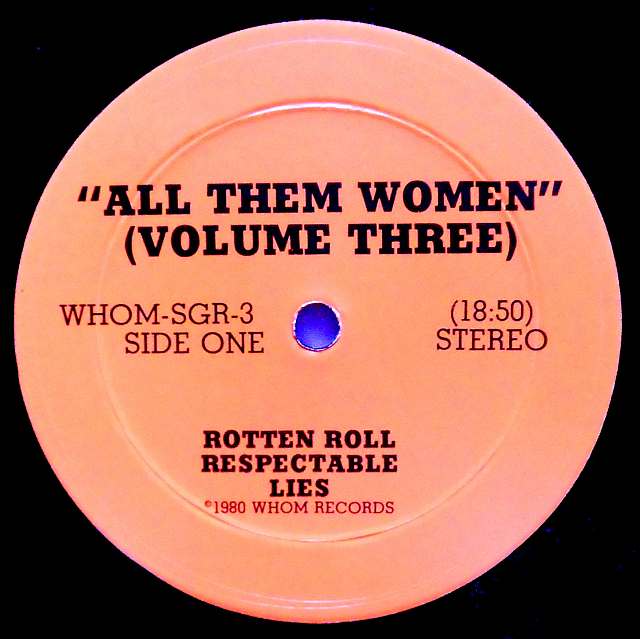 "ALL THEM WOMEN"
(VOLUME THREE)
WHOM-SGR-3
SIDE ONE
(18:50)
STEREO
ROTTEN ROLL
RESPECTABLE
LIES
©1980 WHOM RECORDS